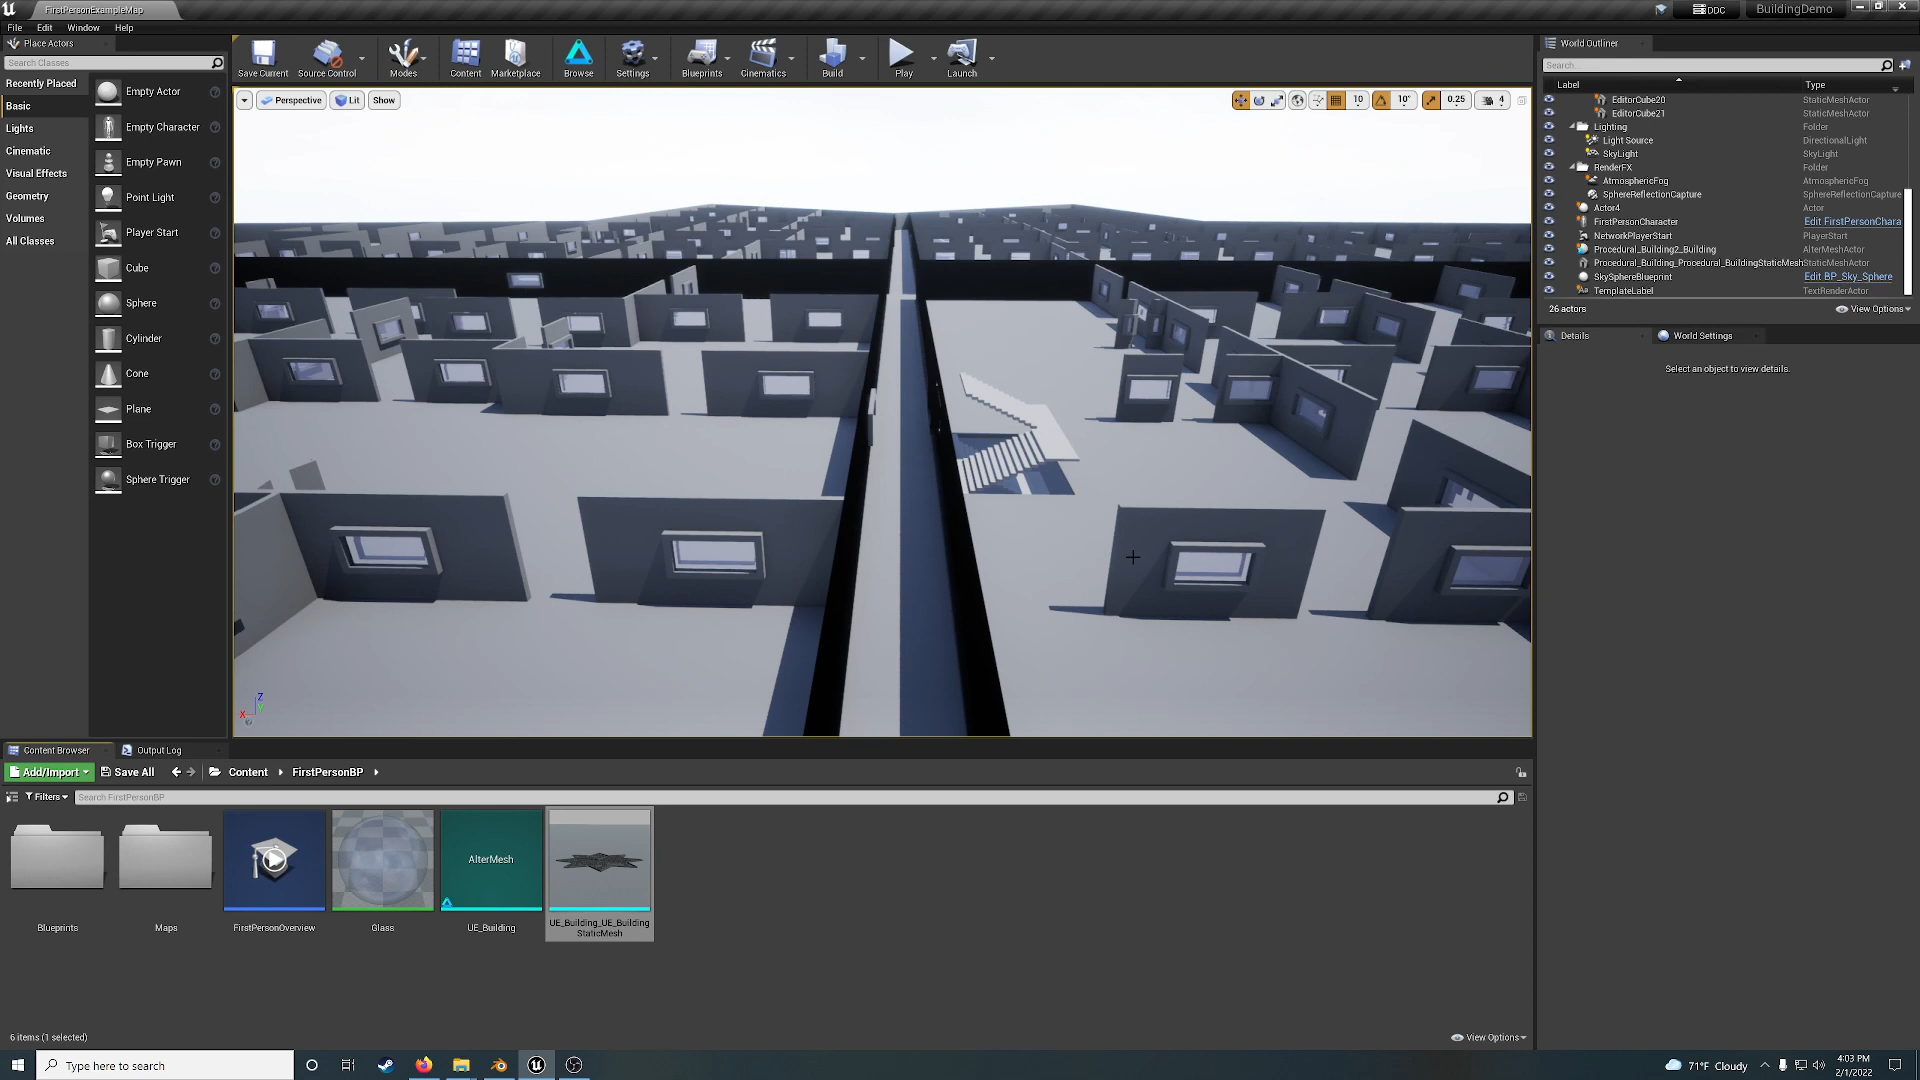 FirstPersonExampleMap
DDC
BuildingDemo
File Edit Window Help
Place Actors
Search Classes
Recently Placed
Basic
Lights
Cinematic
Visual Effects
Geometry
Volumes
All Classes
Empty Actor
Empty Character
Empty Pawn
Point Light
Player Start
Cube
Sphere
Cylinder
Cone
Plane
Box Trigger
Sphere Trigger
Save Current Source Control Modes Content Marketplace Browse Settings Blueprints Cinematics Build Play Launch
Perspective Lit Show
10 10° 0.25 4
X Y Z
World Outliner
Search...
Label Type
EditorCube20 StaticMeshActor
EditorCube21 StaticMeshActor
Lighting Folder
Light Source DirectionalLight
SkyLight SkyLight
RenderFX Folder
AtmosphericFog AtmosphericFog
SphereReflectionCapture SphereReflectionCapture
Actor4 Actor
FirstPersonCharacter Edit FirstPersonChara
NetworkPlayerStart PlayerStart
Procedural_Building2_Building AlterMeshActor
Procedural_Building_Procedural_BuildingStaticMesh StaticMeshActor
SkySphereBlueprint Edit BP_Sky_Sphere
TemplateLabel TextRenderActor
26 actors View Options
Details World Settings
Select an object to view details.
Content Browser Output Log
Add/Import Save All Content FirstPersonBP
Filters Search FirstPersonBP
AlterMesh
Blueprints
Maps
FirstPersonOverview
Glass
UE_Building
UE_Building_UE_Building
StaticMesh
6 items (1 selected) View Options
Type here to search
71°F Cloudy
4:03 PM
2/1/2022